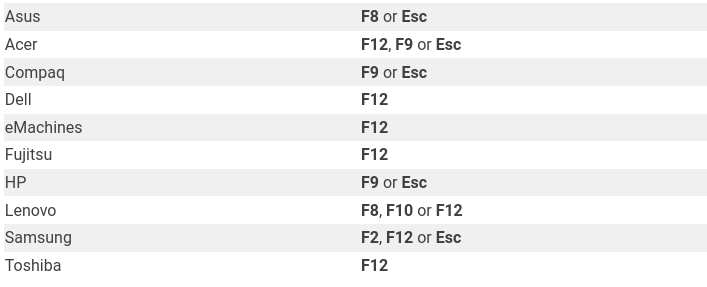 Asus F8 or Esc
Acer F12, F9 or Esc
Compaq F9 or Esc
Dell F12
eMachines F12
Fujitsu F12
HP F9 or Esc
Lenovo F8, F10 or F12
Samsung F2, F12 or Esc
Toshiba F12